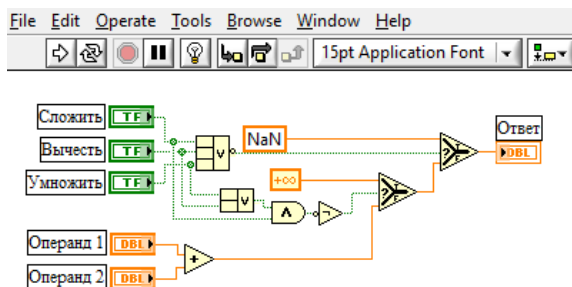 File Edit Operate Tools Browse Window Help
15pt Application Font
Сложить TF
Вычесть TF
Умножить TF
NaN
+∞
Ответ
DBL
Операнд 1 DBL
Операнд 2 DBL